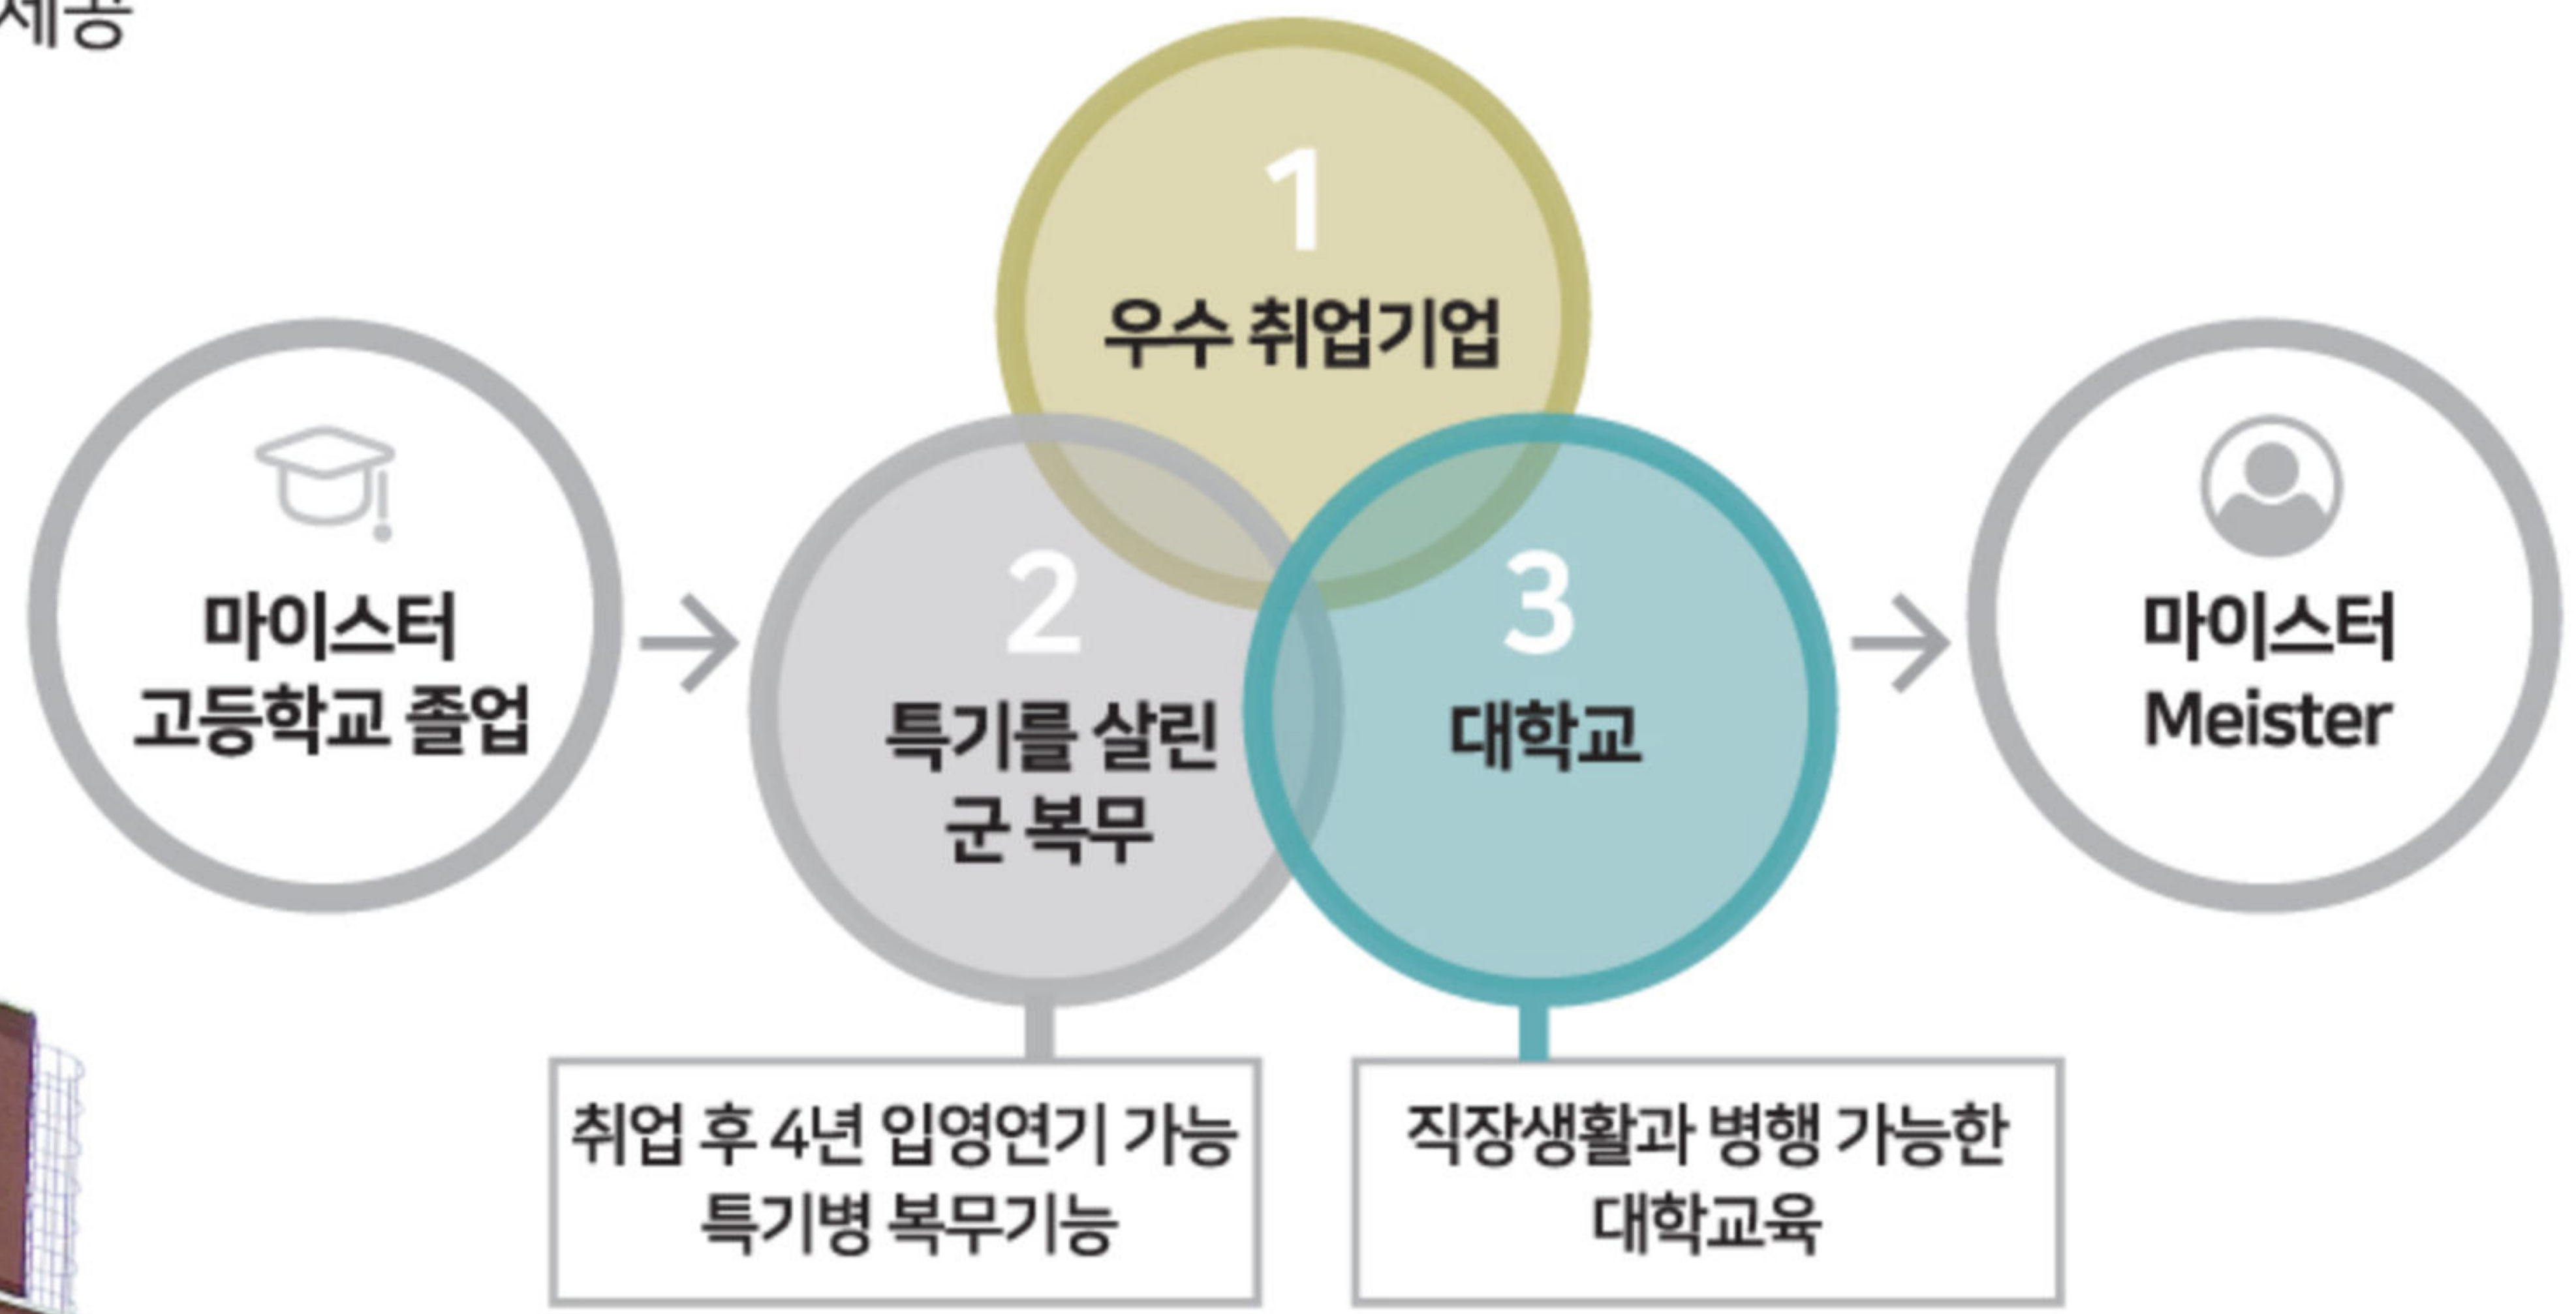 제공
1
우수 취업기업
마이스터
고등학교 졸업
2
특기를 살린
군 복무
3
대학교
마이스터
Meister
취업 후 4년 입영연기 가능
특기병 복무기능
직장생활과 병행 가능한
대학교육